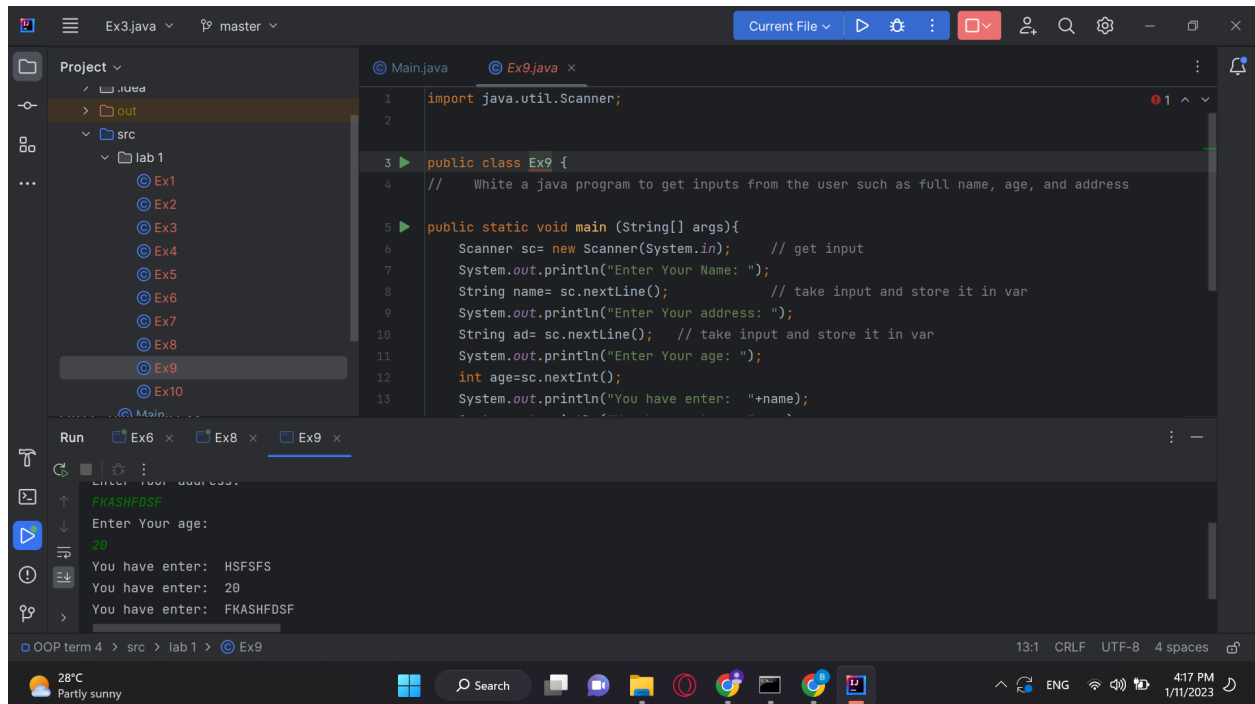 Ex3.java
master
Current File
Project
Main.java
Ex9.java
.idea
out
src
lab 1
Ex1
Ex2
Ex3
Ex4
Ex5
Ex6
Ex7
Ex8
Ex9
Ex10
Main
1 import java.util.Scanner;
1
2
3 public class Ex9 {
4 // White a java program to get inputs from the user such as full name, age, and address
5 public static void main (String[] args){
6 Scanner sc= new Scanner(System.in); // get input
7 System.out.println("Enter Your Name: ");
8 String name= sc.nextLine(); // take input and store it in var
9 System.out.println("Enter Your address: ");
10 String ad= sc.nextLine(); // take input and store it in var
11 System.out.println("Enter Your age: ");
12 int age=sc.nextInt();
13 System.out.println("You have enter:  "+name);
Run Ex6 Ex8 Ex9
Enter Your address:
FKASHFDSF
Enter Your age:
20
You have enter:  HSFSFS
You have enter:  20
You have enter:  FKASHFDSF
OOP term 4 > src > lab 1 > Ex9
13:1 CRLF UTF-8 4 spaces
28°C
Partly sunny
Search
ENG
4:17 PM
1/11/2023